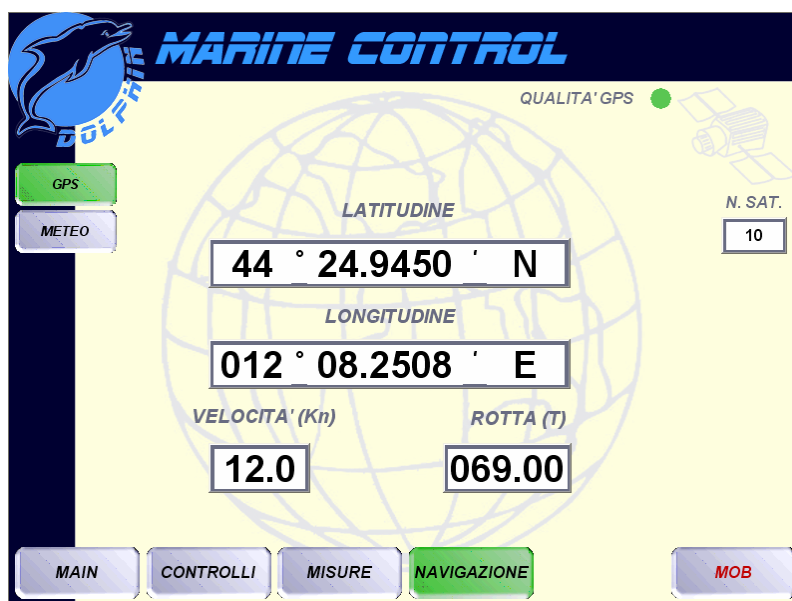 MARINE CONTROL
DOLPHIN
QUALITA' GPS
GPS
METEO
N. SAT.
10
LATITUDINE
44 ° 24.9450 ' N
LONGITUDINE
012 ° 08.2508 ' E
VELOCITA' (Kn)
ROTTA (T)
12.0
069.00
MAIN
CONTROLLI
MISURE
NAVIGAZIONE
MOB